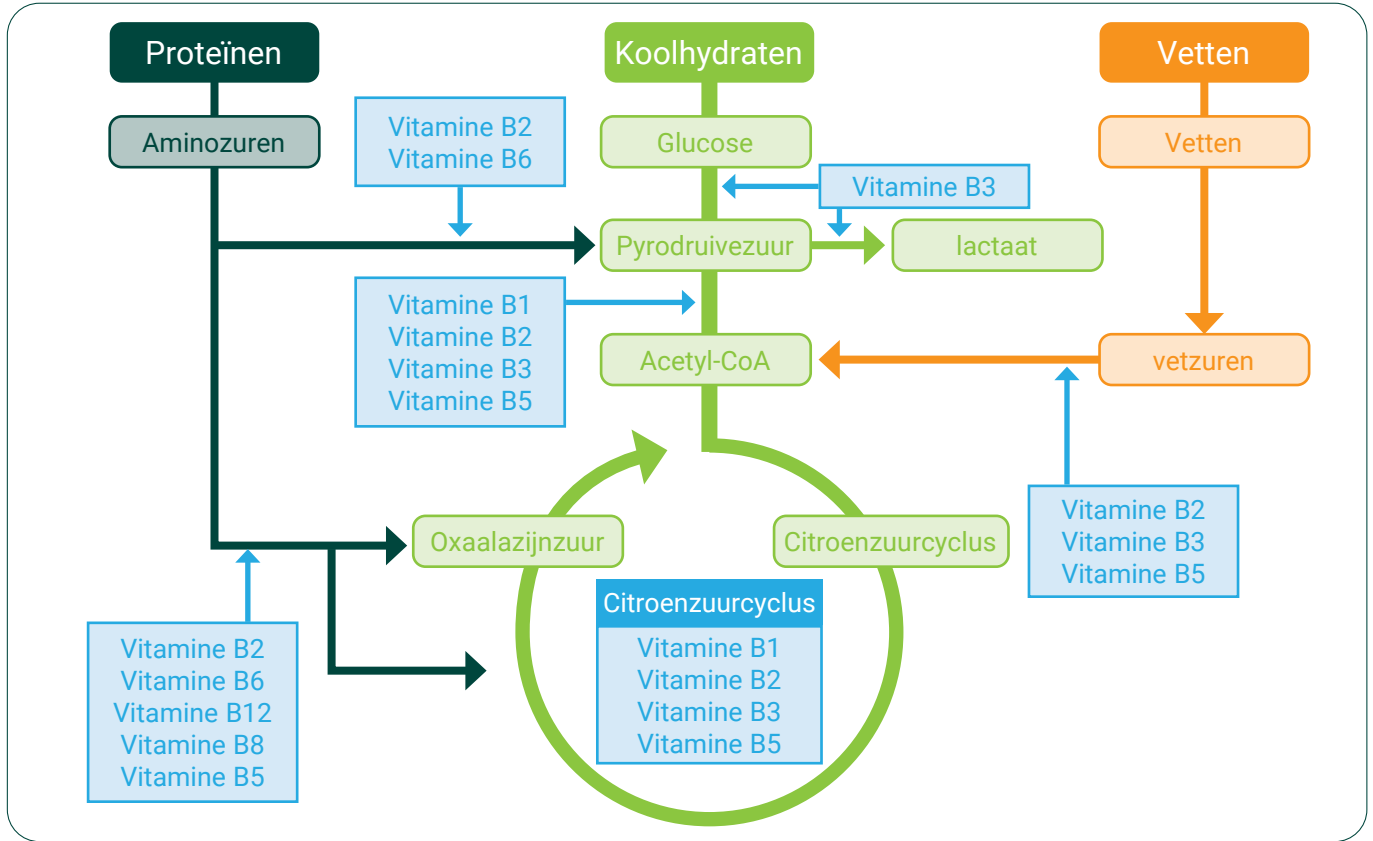 Proteïnen
Koolhydraten
Vetten
Aminozuren
Vitamine B2
Vitamine B6
Glucose
Vetten
Vitamine B3
Pyrodruivezuur
lactaat
Vitamine B1
Vitamine B2
Vitamine B3
Vitamine B5
Acetyl-CoA
vetzuren
Oxaalazijnzuur
Citroenzuurcyclus
Vitamine B2
Vitamine B3
Vitamine B5
Citroenzuurcyclus
Vitamine B1
Vitamine B2
Vitamine B3
Vitamine B5
Vitamine B2
Vitamine B6
Vitamine B12
Vitamine B8
Vitamine B5